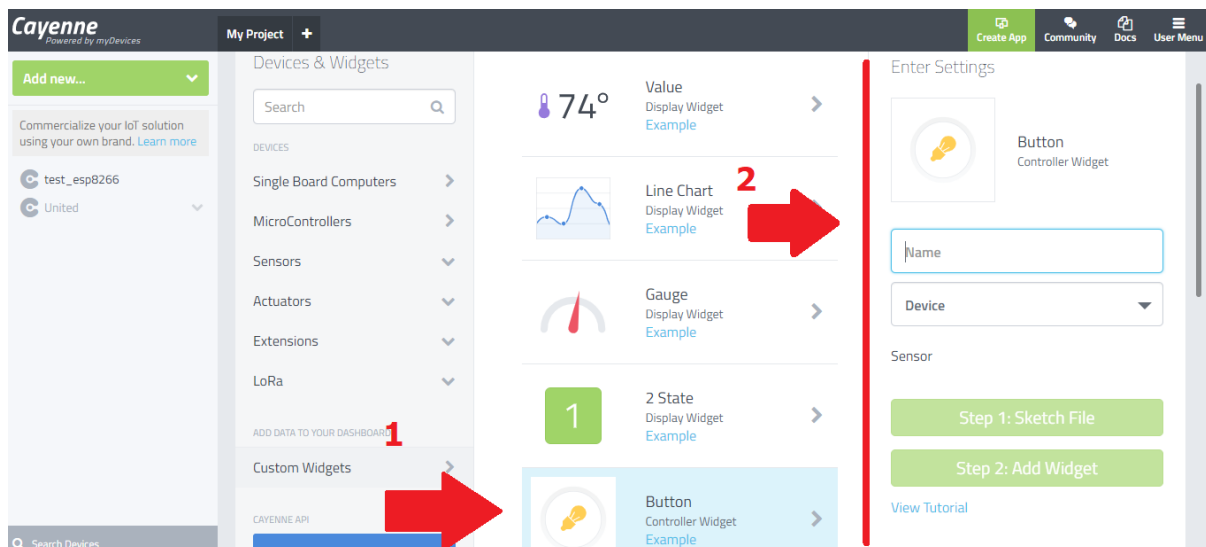 Cayenne
Powered by myDevices
My Project +
Create App
Community
Docs
User Menu
Add new...
Commercialize your IoT solution
using your own brand. Learn more
test_esp8266
United
Search Devices
Devices & Widgets
Search
DEVICES
Single Board Computers
MicroControllers
Sensors
Actuators
Extensions
LoRa
ADD DATA TO YOUR DASHBOARD
1
Custom Widgets
CAYENNE API
74°
Value
Display Widget
Example
Line Chart
Display Widget
Example
2
Gauge
Display Widget
Example
1
2 State
Display Widget
Example
Button
Controller Widget
Example
Enter Settings
Button
Controller Widget
Name
Device
Sensor
Step 1: Sketch File
Step 2: Add Widget
View Tutorial